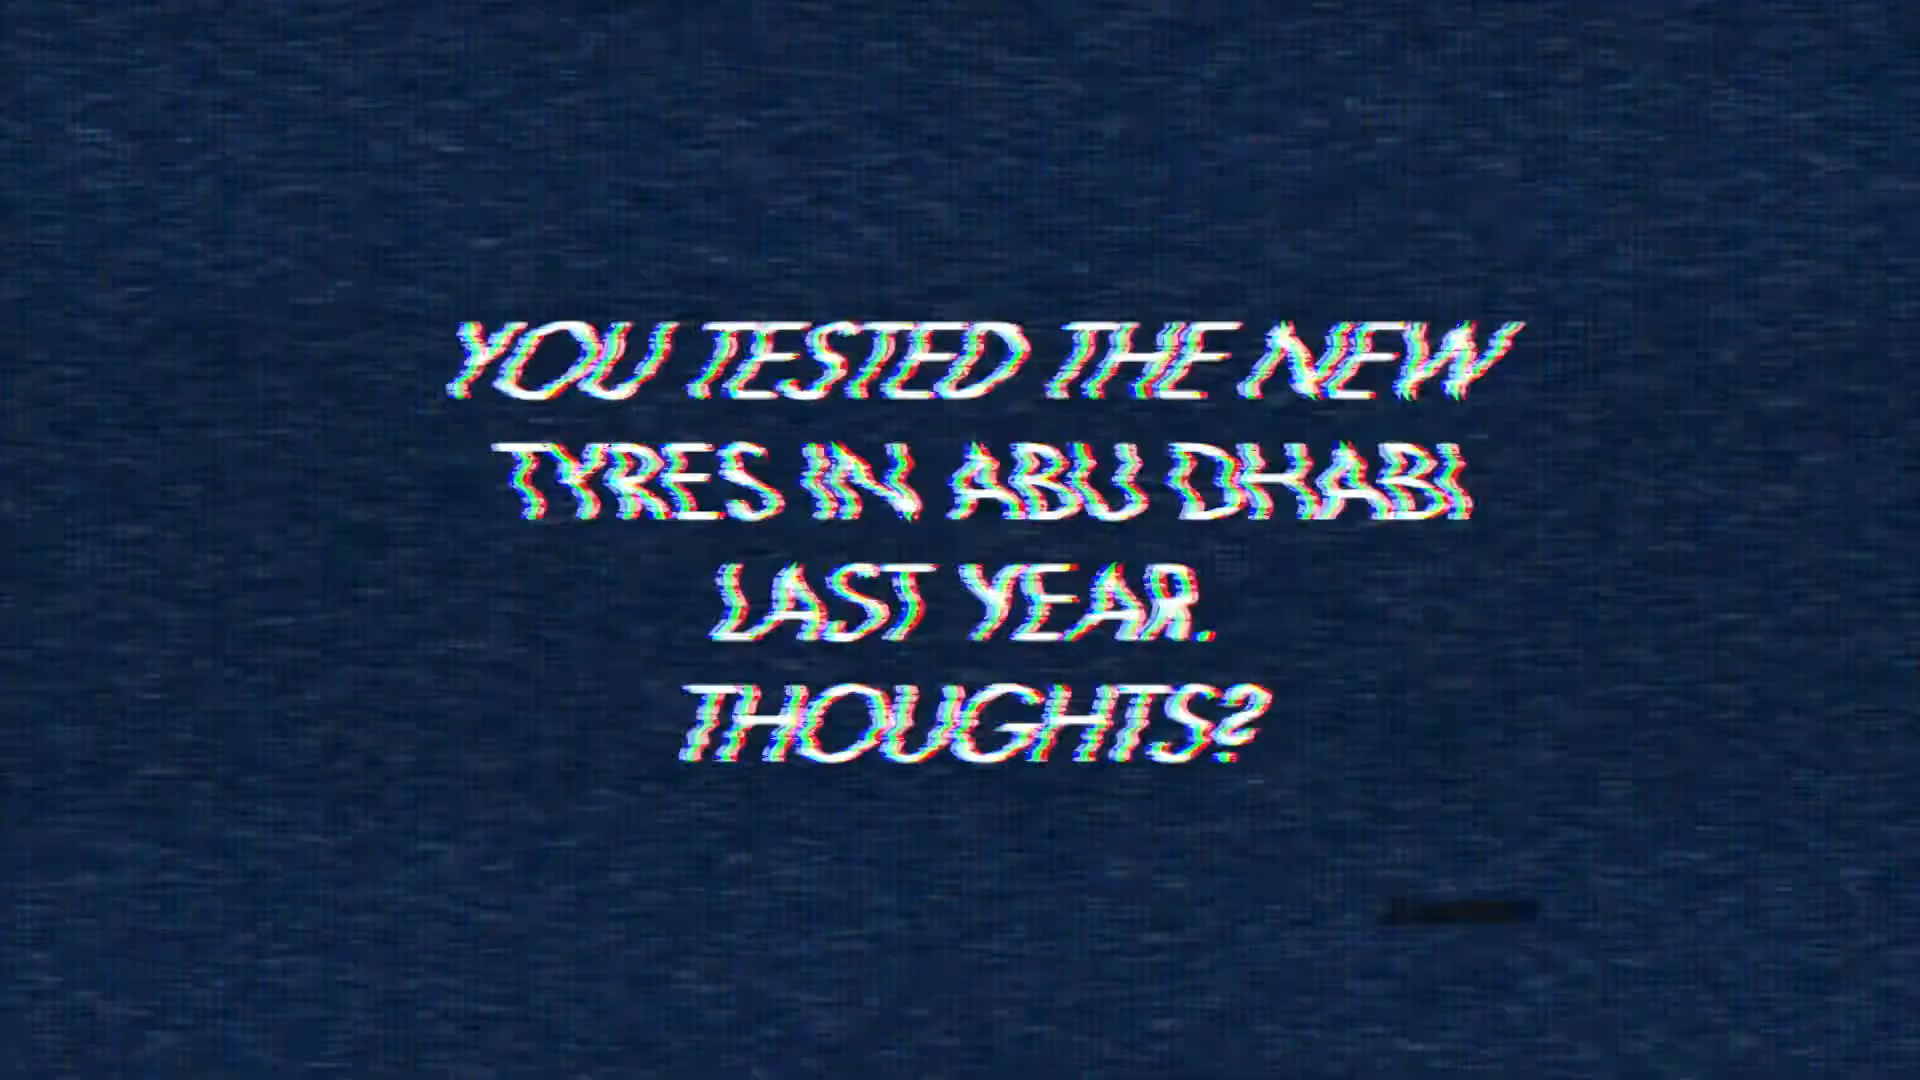 YOU TESTED THE NEW
TYRES IN ABU DHABI
LAST YEAR.
THOUGHTS?